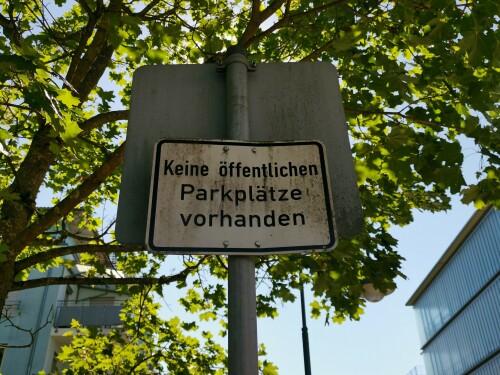 Keine öffentlichen
Parkplätze
vorhanden